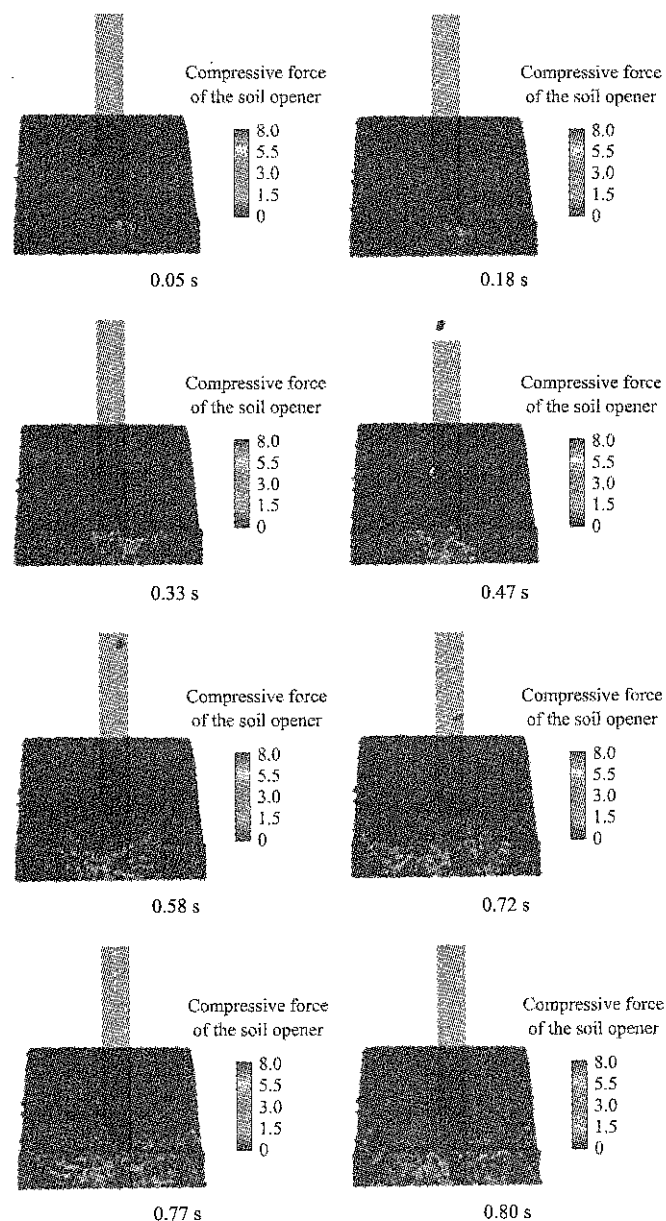 Compressive force
of the soil opener
8.0
5.5
3.0
1.5
0
0.05 s
Compressive force
of the soil opener
8.0
5.5
3.0
1.5
0
0.18 s
Compressive force
of the soil opener
8.0
5.5
3.0
1.5
0
0.33 s
Compressive force
of the soil opener
8.0
5.5
3.0
1.5
0
0.47 s
Compressive force
of the soil opener
8.0
5.5
3.0
1.5
0
0.58 s
Compressive force
of the soil opener
8.0
5.5
3.0
1.5
0
0.72 s
Compressive force
of the soil opener
8.0
5.5
3.0
1.5
0
0.77 s
Compressive force
of the soil opener
8.0
5.5
3.0
1.5
0
0.80 s